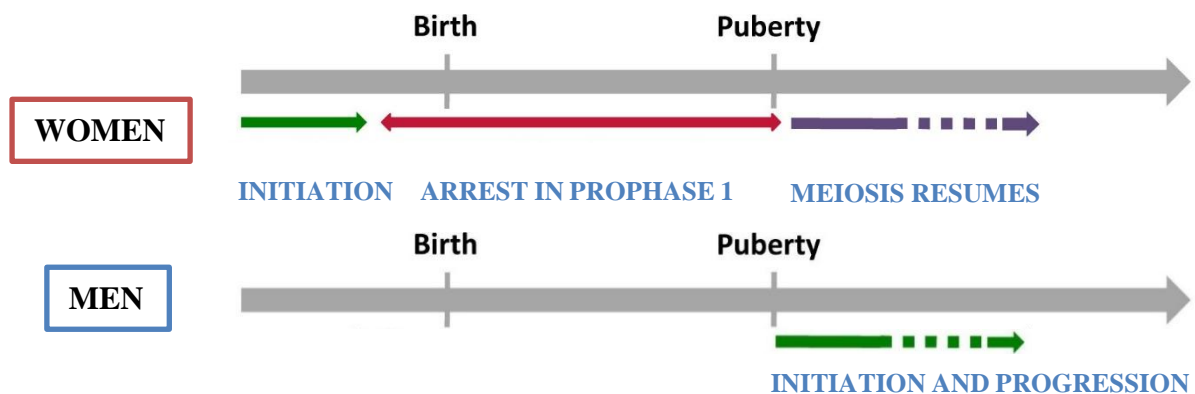 Birth Puberty
WOMEN
INITIATION ARREST IN PROPHASE 1 MEIOSIS RESUMES
Birth Puberty
MEN
INITIATION AND PROGRESSION